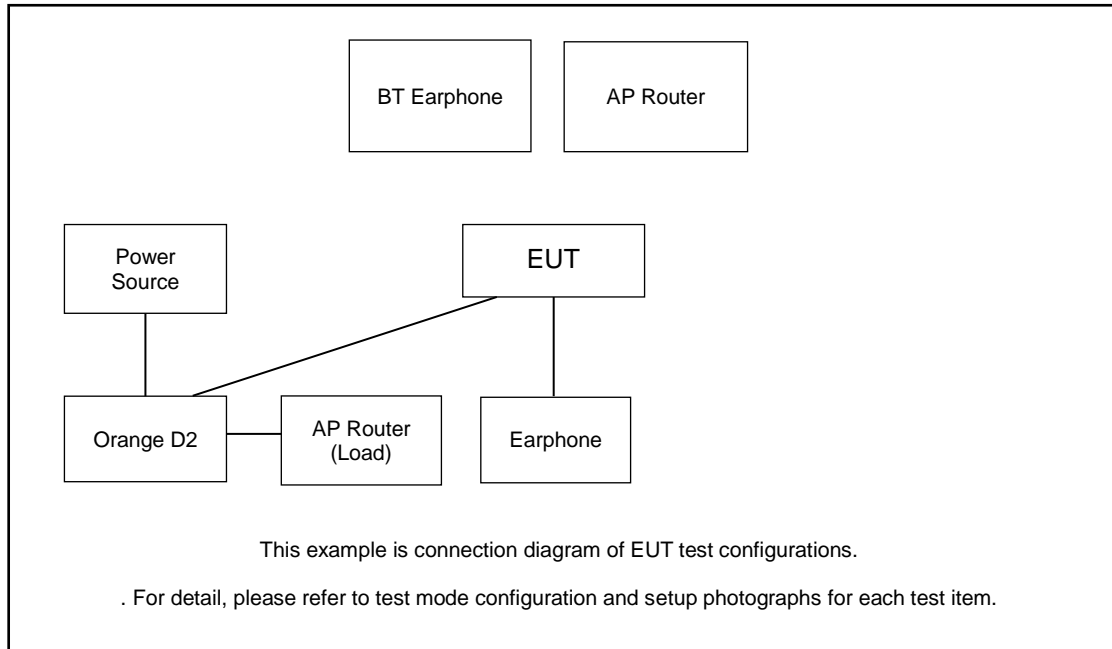 BT Earphone
AP Router
Power
Source
EUT
Orange D2
AP Router
(Load)
Earphone
This example is connection diagram of EUT test configurations.
. For detail, please refer to test mode configuration and setup photographs for each test item.